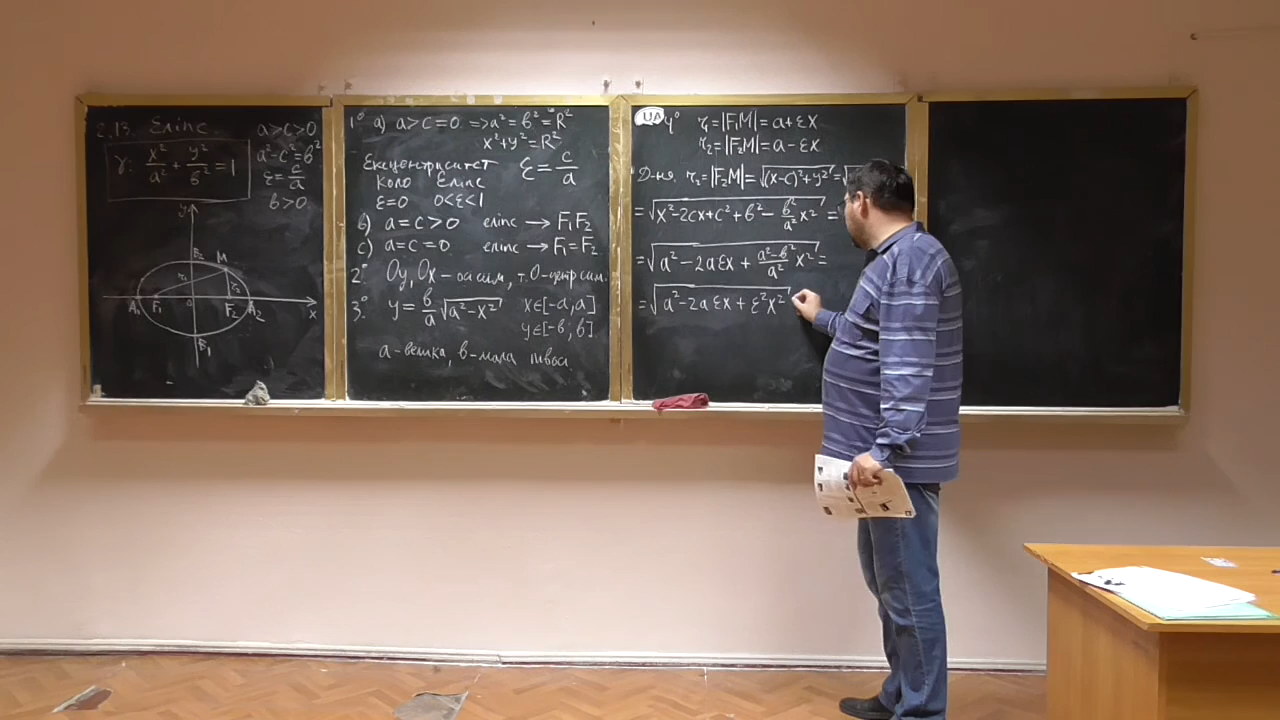 2.13. Еліпс.
γ: x²/a² + y²/b² = 1
a>c>0
a²-c²=b²
ε=c/a
b>0
y
B₂
M
r₁
r₂
A₁ F₁ 0 F₂ A₂ x
B₁
1° a) a>c=0 => a²=b²=R²
x²+y²=R²
Ексцентриситет ε=c/a
Коло Еліпс
ε=0 0<ε<1
b) a=c>0 еліпс → F₁F₂
c) a=c=0 еліпс → F₁=F₂
2° Oy, Ox – осі сим, т. O-центр сим.
3° y=b/a √(a²-x²) x∈[-a,a]
y∈[-b,b]
a-велика, b-мала півосі
UA 4° r₁=|F₁M|=a+εx
r₂=|F₂M|=a-εx
Д-ня. r₂=|F₂M|=√((x-c)²+y²)=√
=√(x²-2cx+c²+b²-b²/a² x²)=
=√(a²-2aεx+(a²-b²)/a² x²)=
=√(a²-2aεx+ε²x²)